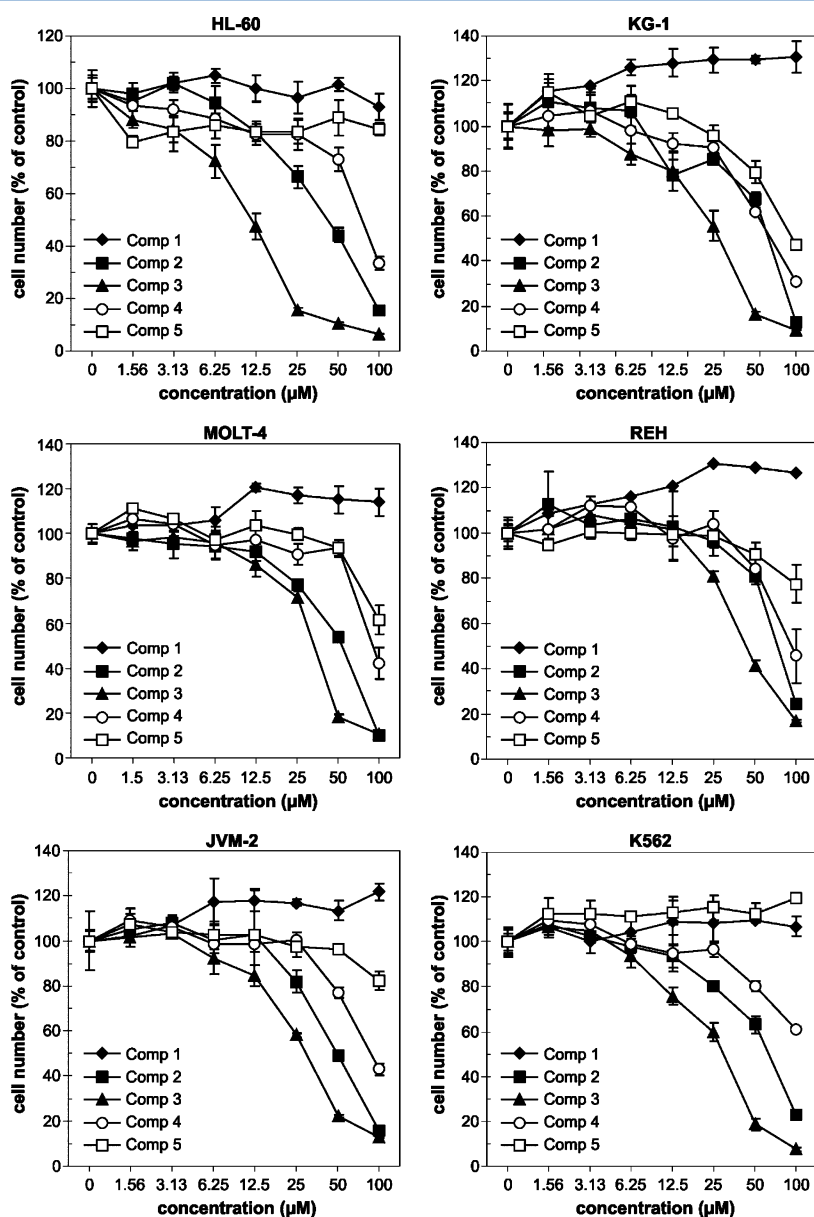 HL-60
cell number (% of control)
120
100
80
60
40
20
0
Comp 1
Comp 2
Comp 3
Comp 4
Comp 5
0 1.56 3.13 6.25 12.5 25 50 100
concentration (µM)
KG-1
cell number (% of control)
140
120
100
80
60
40
20
0
Comp 1
Comp 2
Comp 3
Comp 4
Comp 5
0 1.56 3.13 6.25 12.5 25 50 100
concentration (µM)
MOLT-4
cell number (% of control)
140
120
100
80
60
40
20
0
Comp 1
Comp 2
Comp 3
Comp 4
Comp 5
0 1.5 3.13 6.25 12.5 25 50 100
concentration (µM)
REH
cell number (% of control)
140
120
100
80
60
40
20
0
Comp 1
Comp 2
Comp 3
Comp 4
Comp 5
0 1.56 3.13 6.25 12.5 25 50 100
concentration (µM)
JVM-2
cell number (% of control)
140
120
100
80
60
40
20
0
Comp 1
Comp 2
Comp 3
Comp 4
Comp 5
0 1.56 3.13 6.25 12.5 25 50 100
concentration (µM)
K562
cell number (% of control)
140
120
100
80
60
40
20
0
Comp 1
Comp 2
Comp 3
Comp 4
Comp 5
0 1.56 3.13 6.25 12.5 25 50 100
concentration (µM)